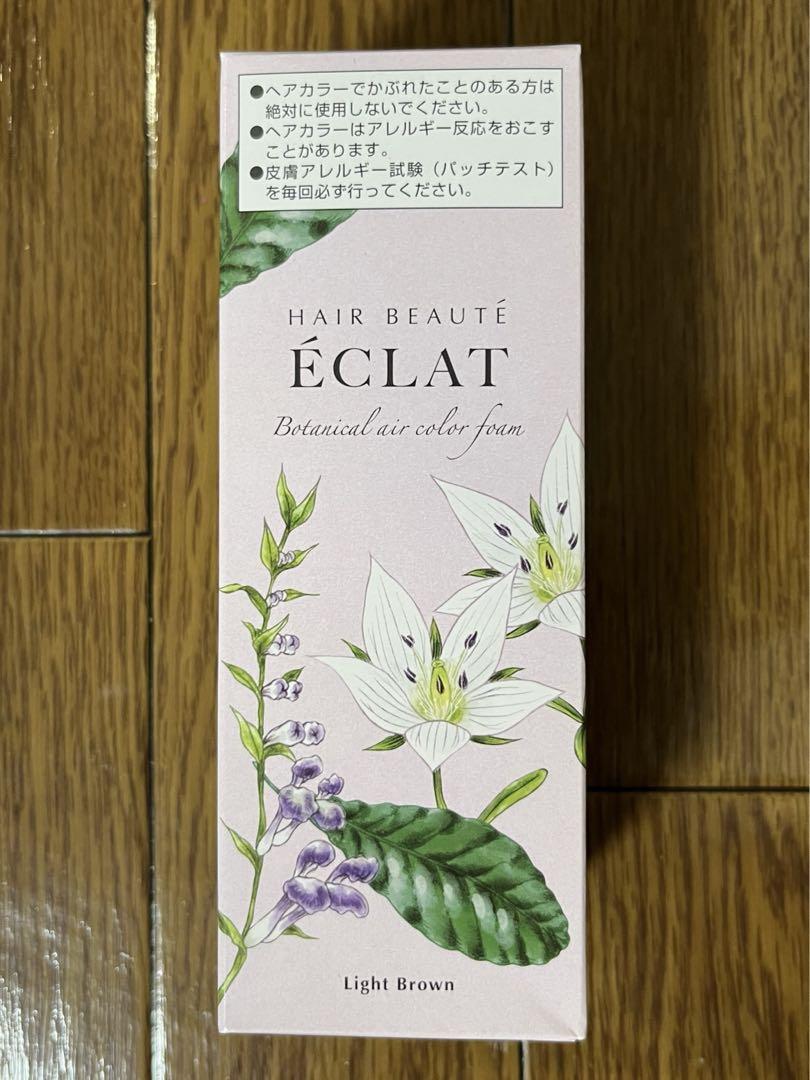 ●ヘアカラーでかぶれたことのある方は
絶対に使用しないでください。
●ヘアカラーはアレルギー反応をおこす
ことがあります。
●皮膚アレルギー試験（パッチテスト）
を毎回必ず行ってください。
HAIR BEAUTÉ
ÉCLAT
Botanical air color foam
Light Brown